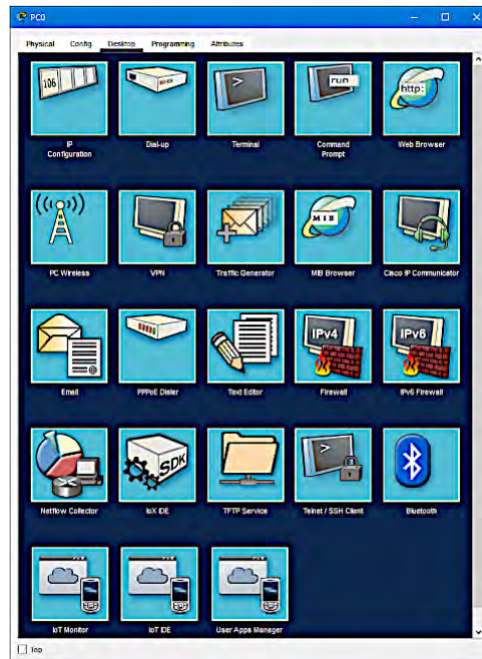 PC0
Physical Config Desktop Programming Attributes
106
run
http:
IP
Configuration
Dial-up
Terminal
Command
Prompt
Web Browser
MIB
PC Wireless
VPN
Traffic Generator
MIB Browser
Cisco IP Communicator
IPv4
IPv6
Email
PPPoE Dialer
Text Editor
Firewall
IPv6 Firewall
SDK
Netflow Collector
IoX IDE
TFTP Service
Telnet / SSH Client
Bluetooth
IoT Monitor
IoT IDE
User Apps Manager
Top